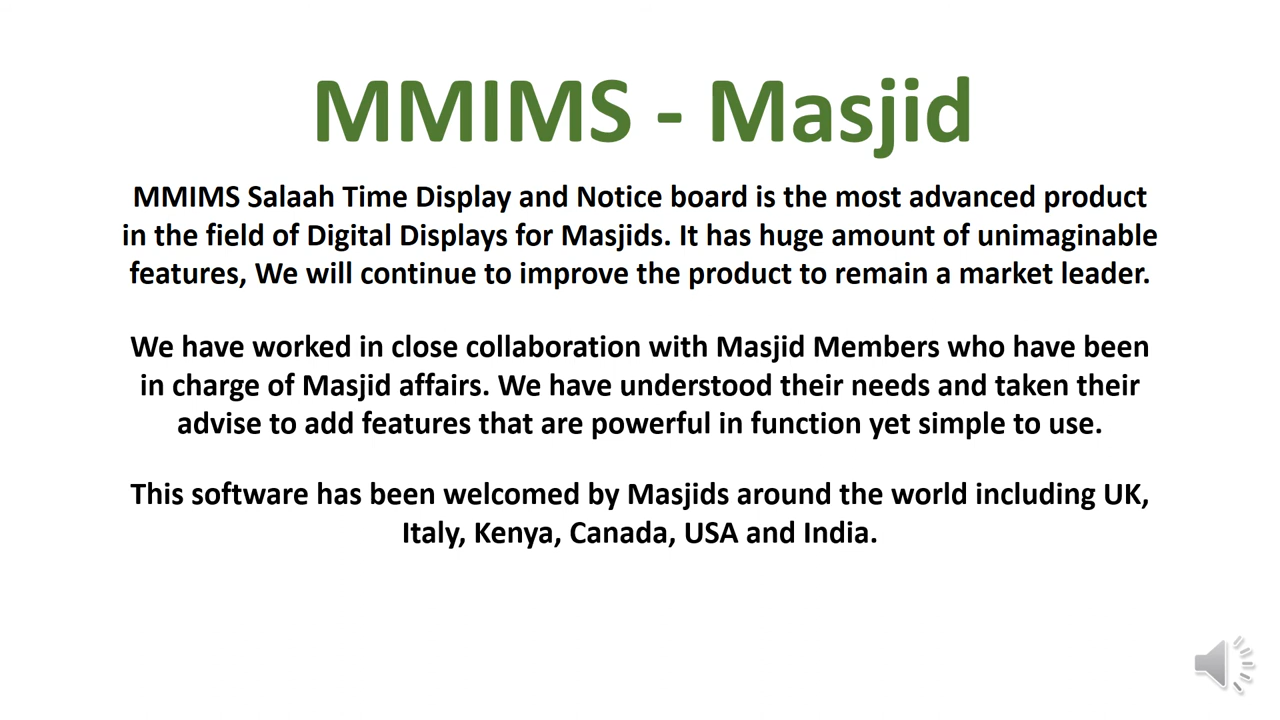 MMIMS - Masjid
MMIMS Salaah Time Display and Notice board is the most advanced product
in the field of Digital Displays for Masjids. It has huge amount of unimaginable
features, We will continue to improve the product to remain a market leader.
We have worked in close collaboration with Masjid Members who have been
in charge of Masjid affairs. We have understood their needs and taken their
advise to add features that are powerful in function yet simple to use.
This software has been welcomed by Masjids around the world including UK,
Italy, Kenya, Canada, USA and India.